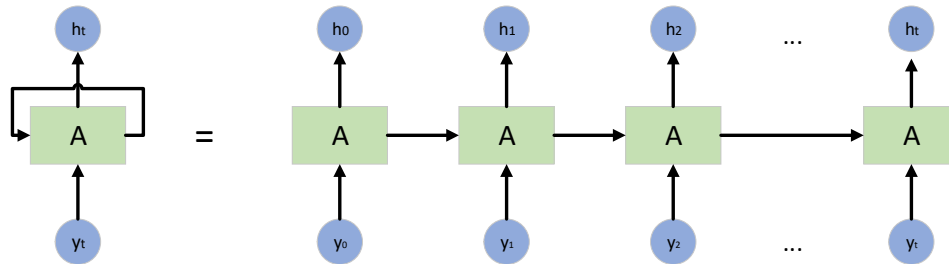 hₜ h₀ h₁ h₂ ... hₜ
A = A A A A
yₜ y₀ y₁ y₂ ... yₜ